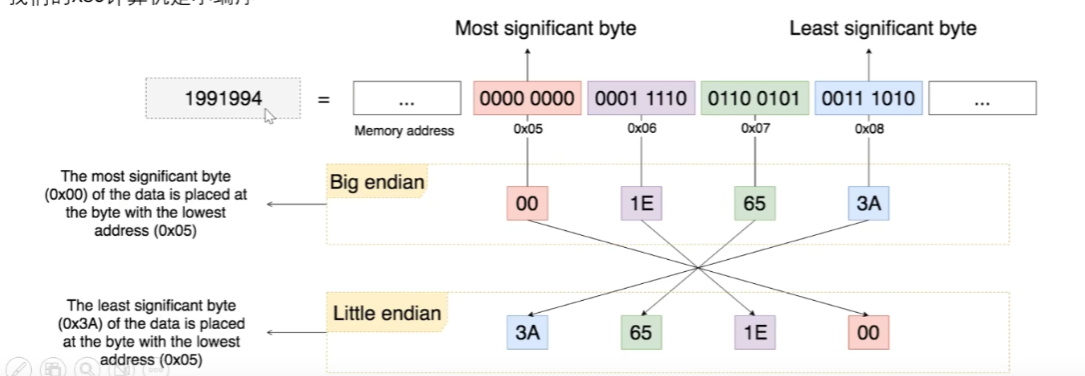 Most significant byte Least significant byte
1991994 = ... 0000 0000 0001 1110 0110 0101 0011 1010 ...
Memory address 0x05 0x06 0x07 0x08
The most significant byte
(0x00) of the data is placed at
the byte with the lowest
address (0x05)
Big endian
00 1E 65 3A
The least significant byte
(0x3A) of the data is placed
at the byte with the lowest
address (0x05)
Little endian
3A 65 1E 00